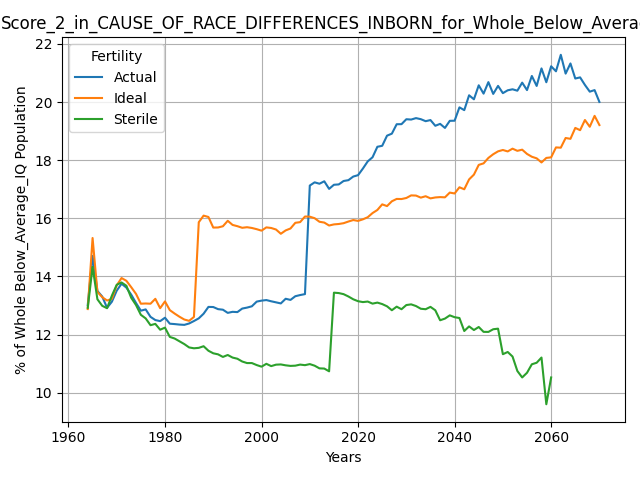 Score_2_in_CAUSE_OF_RACE_DIFFERENCES_INBORN_for_Whole_Below_Avera
Fertility
Actual
Ideal
Sterile
% of Whole Below_Average_IQ Population
22
20
18
16
14
12
10
1960 1980 2000 2020 2040 2060
Years